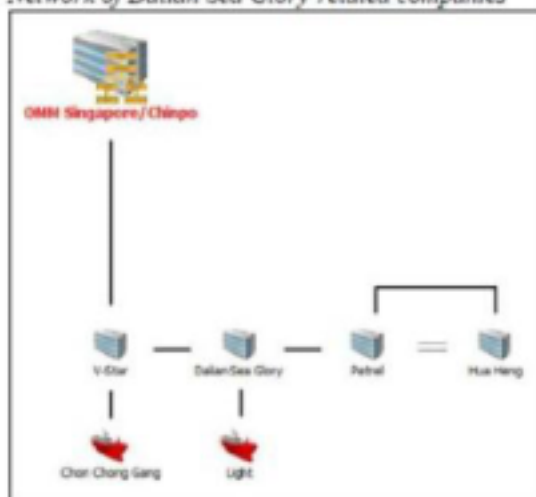 Network of Dalian Sea Glory related companies
OMM Singapore/Chinpo
V-Star
Dalian Sea Glory
Petrel
Hua Heng
Chon Chong Gang
Light